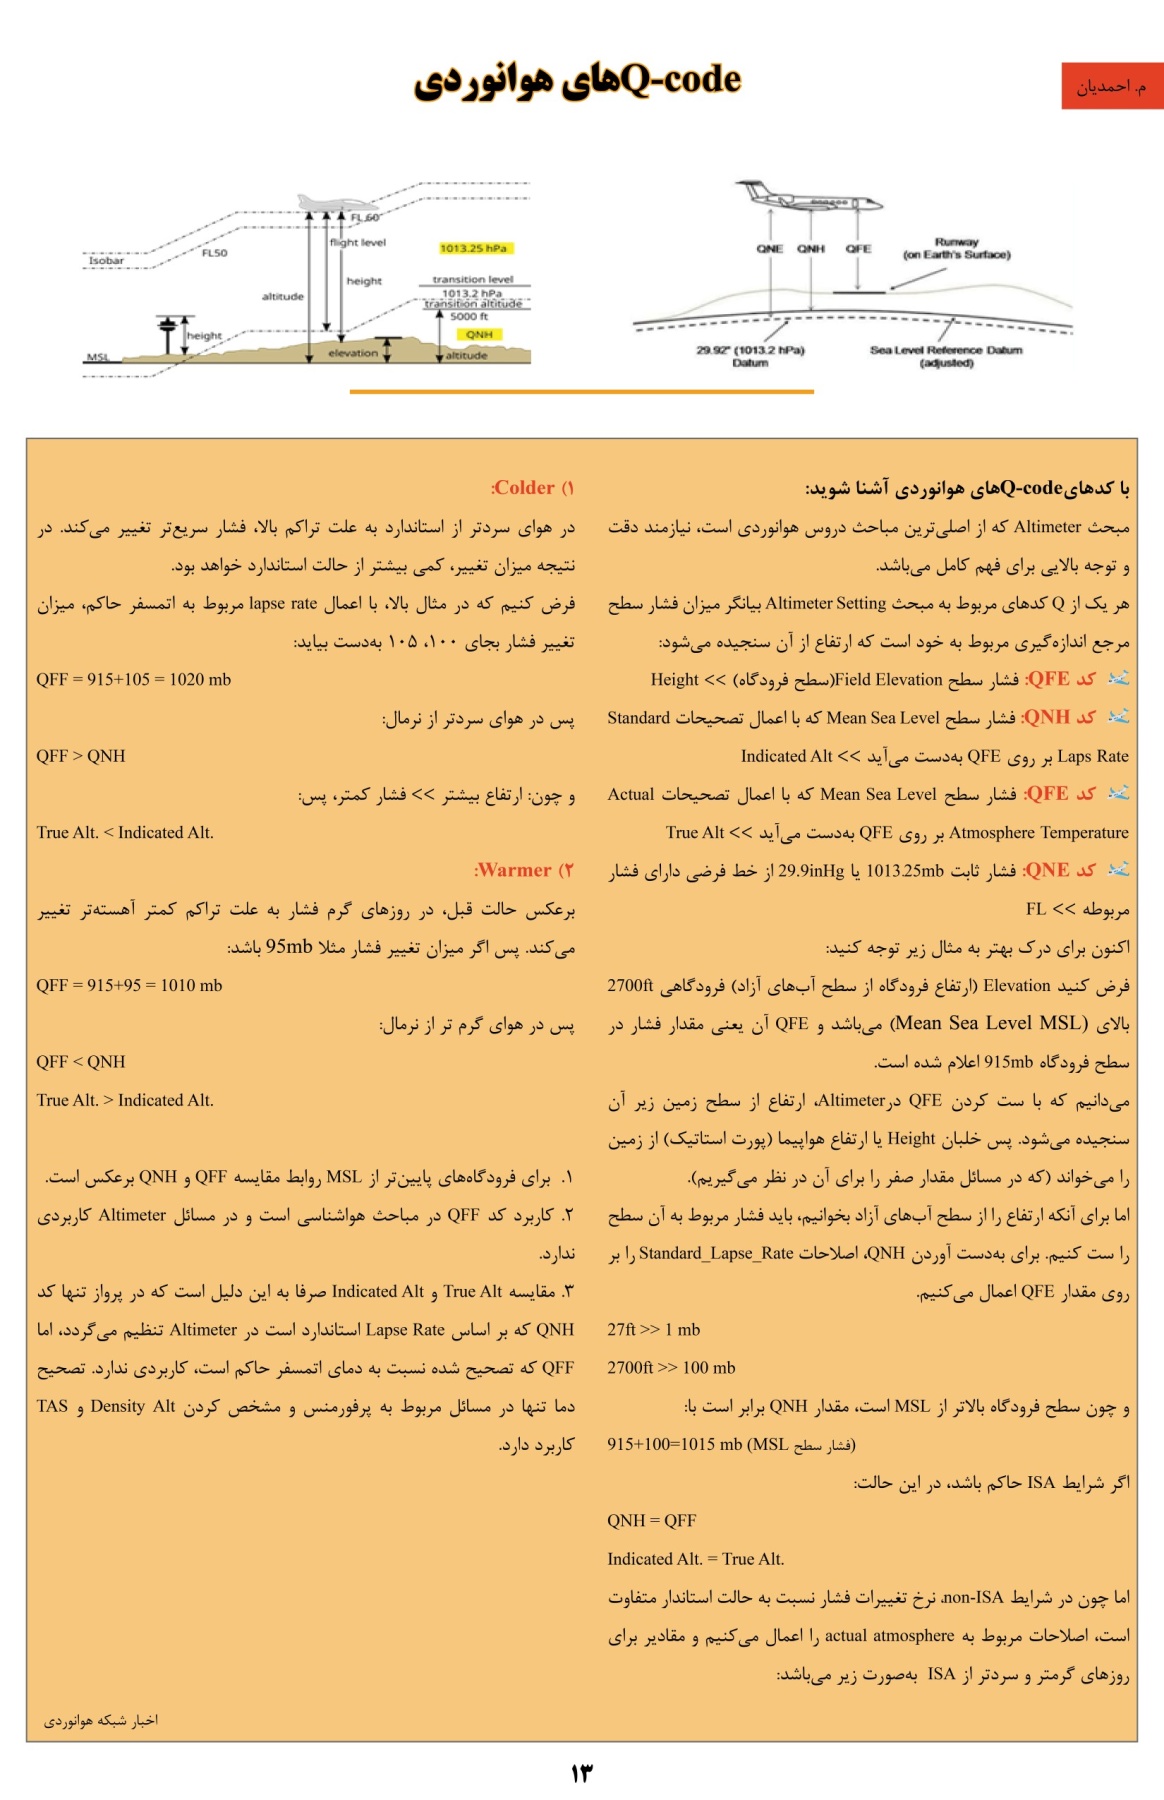 م. احمدیان
Q-codeهای هوانوردی
FL 60
flight level
FL50
Isobar
1013.25 hPa
height
transition level
altitude
1013.2 hPa
transition altitude
5000 ft
height
QNH
MSL
elevation
altitude
QNE QNH QFE
Runway
(on Earth's Surface)
29.92" (1013.2 hPa)
Datum
Sea Level Reference Datum
(adjusted)
با کدهایQ-codeهای هوانوردی آشنا شوید:
مبحث Altimeter که از اصلی‌ترین مباحث دروس هوانوردی است، نیازمند دقت
و توجه بالایی برای فهم کامل می‌باشد.
هر یک از Q کدهای مربوط به مبحث Altimeter Setting بیانگر میزان فشار سطح
مرجع اندازه‌گیری مربوط به خود است که ارتفاع از آن سنجیده می‌شود:
کد QFE: فشار سطح Field Elevation(سطح فرودگاه) >> Height
کد QNH: فشار سطح Mean Sea Level که با اعمال تصحیحات Standard
Laps Rate بر روی QFE به‌دست می‌آید >> Indicated Alt
کد QFE: فشار سطح Mean Sea Level که با اعمال تصحیحات Actual
Atmosphere Temperature بر روی QFE به‌دست می‌آید >> True Alt
کد QNE: فشار ثابت 1013.25mb یا 29.9inHg از خط فرضی دارای فشار
مربوطه >> FL
اکنون برای درک بهتر به مثال زیر توجه کنید:
فرض کنید Elevation (ارتفاع فرودگاه از سطح آب‌های آزاد) فرودگاهی 2700ft
بالای (Mean Sea Level MSL) می‌باشد و QFE آن یعنی مقدار فشار در
سطح فرودگاه 915mb اعلام شده است.
می‌دانیم که با ست کردن QFE درAltimeter، ارتفاع از سطح زمین زیر آن
سنجیده می‌شود. پس خلبان Height یا ارتفاع هواپیما (پورت استاتیک) از زمین
را می‌خواند (که در مسائل مقدار صفر را برای آن در نظر می‌گیریم).
اما برای آنکه ارتفاع را از سطح آب‌های آزاد بخوانیم، باید فشار مربوط به آن سطح
را ست کنیم. برای به‌دست آوردن QNH، اصلاحات Standard_Lapse_Rate را بر
روی مقدار QFE اعمال می‌کنیم.
27ft >> 1 mb
2700ft >> 100 mb
و چون سطح فرودگاه بالاتر از MSL است، مقدار QNH برابر است با:
915+100=1015 mb (MSL فشار سطح)
اگر شرایط ISA حاکم باشد، در این حالت:
QNH = QFF
Indicated Alt. = True Alt.
اما چون در شرایط non-ISA، نرخ تغییرات فشار نسبت به حالت استاندار متفاوت
است، اصلاحات مربوط به actual atmosphere را اعمال می‌کنیم و مقادیر برای
روزهای گرمتر و سردتر از ISA به‌صورت زیر می‌باشد:
۱) Colder:
در هوای سردتر از استاندارد به علت تراکم بالا، فشار سریع‌تر تغییر می‌کند. در
نتیجه میزان تغییر، کمی بیشتر از حالت استاندارد خواهد بود.
فرض کنیم که در مثال بالا، با اعمال lapse rate مربوط به اتمسفر حاکم، میزان
تغییر فشار بجای ۱۰۰، ۱۰۵ به‌دست بیاید:
QFF = 915+105 = 1020 mb
پس در هوای سردتر از نرمال:
QFF > QNH
و چون: ارتفاع بیشتر >> فشار کمتر، پس:
True Alt. < Indicated Alt.
۲) Warmer:
برعکس حالت قبل، در روزهای گرم فشار به علت تراکم کمتر آهسته‌تر تغییر
می‌کند. پس اگر میزان تغییر فشار مثلا 95mb باشد:
QFF = 915+95 = 1010 mb
پس در هوای گرم تر از نرمال:
QFF < QNH
True Alt. > Indicated Alt.
۱. برای فرودگاه‌های پایین‌تر از MSL روابط مقایسه QFF و QNH برعکس است.
۲. کاربرد کد QFF در مباحث هواشناسی است و در مسائل Altimeter کاربردی
ندارد.
۳. مقایسه True Alt و Indicated Alt صرفا به این دلیل است که در پرواز تنها کد
QNH که بر اساس Lapse Rate استاندارد است در Altimeter تنظیم می‌گردد، اما
QFF که تصحیح شده نسبت به دمای اتمسفر حاکم است، کاربردی ندارد. تصحیح
دما تنها در مسائل مربوط به پرفورمنس و مشخص کردن Density Alt و TAS
کاربرد دارد.
اخبار شبکه هوانوردی
۱۳